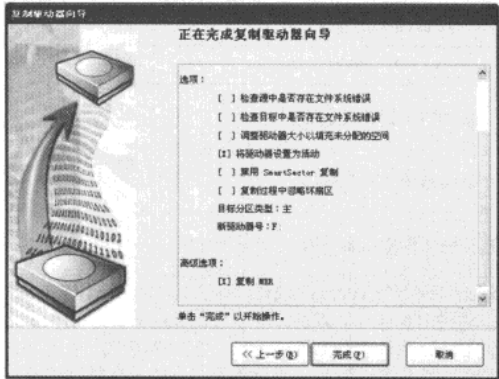 复制驱动器向导
正在完成复制驱动器向导
选项：
[ ] 检查源中是否存在文件系统错误
[ ] 检查目标中是否存在文件系统错误
[ ] 调整驱动器大小以填充未分配的空间
[X] 将驱动器设置为活动
[ ] 禁用 SmartSector 复制
[ ] 复制过程中忽略坏扇区
目标分区类型：主
新驱动器号：F
高级选项：
[X] 复制 MBR
单击“完成”以开始操作。
<< 上一步(B)
完成(F)
取消